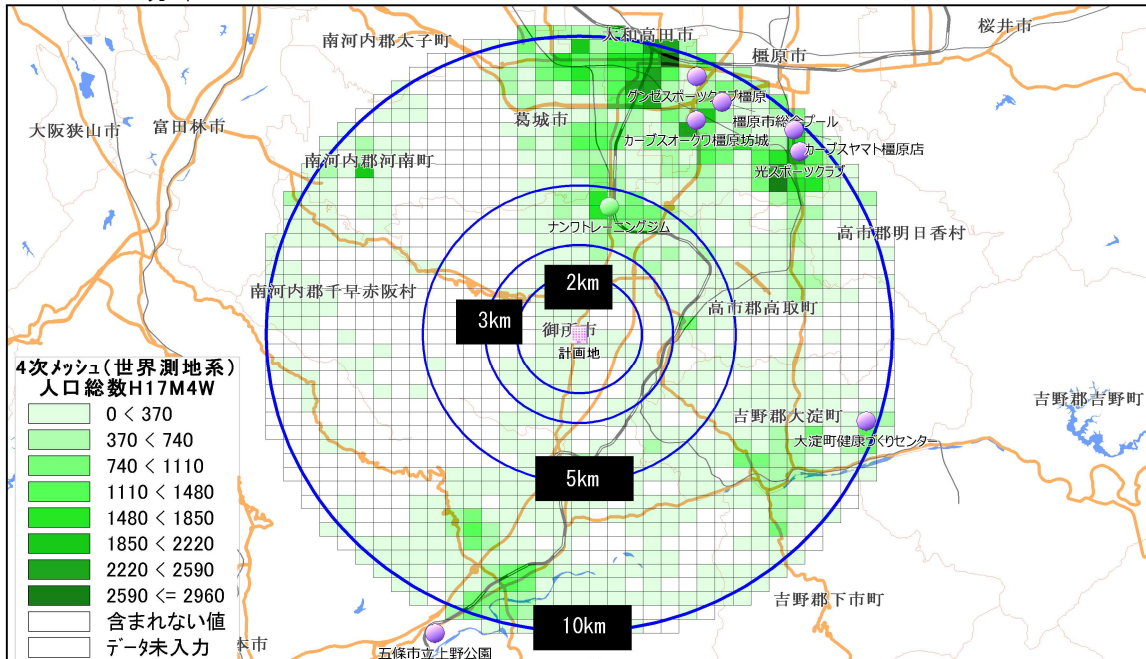 南河内郡太子町
大和高田市
桜井市
橿原市
グンゼスポーツクラブ橿原
大阪狭山市
富田林市
葛城市
橿原市総合プール
カーブスオークワ橿原坊城
カーブスヤマト橿原店
南河内郡河南町
光スポーツクラブ
ナンワトレーニングジム
高市郡明日香村
2km
南河内郡千早赤阪村
高市郡高取町
3km
御所市
計画地
4次メッシュ(世界測地系)
人口総数H17M4W
0 < 370
370 < 740
740 < 1110
1110 < 1480
1480 < 1850
1850 < 2220
2220 < 2590
2590 <= 2960
含まれない値
データ未入力
吉野郡吉野町
吉野郡大淀町
大淀町健康づくりセンター
5km
吉野郡下市町
10km
本市
五條市立上野公園